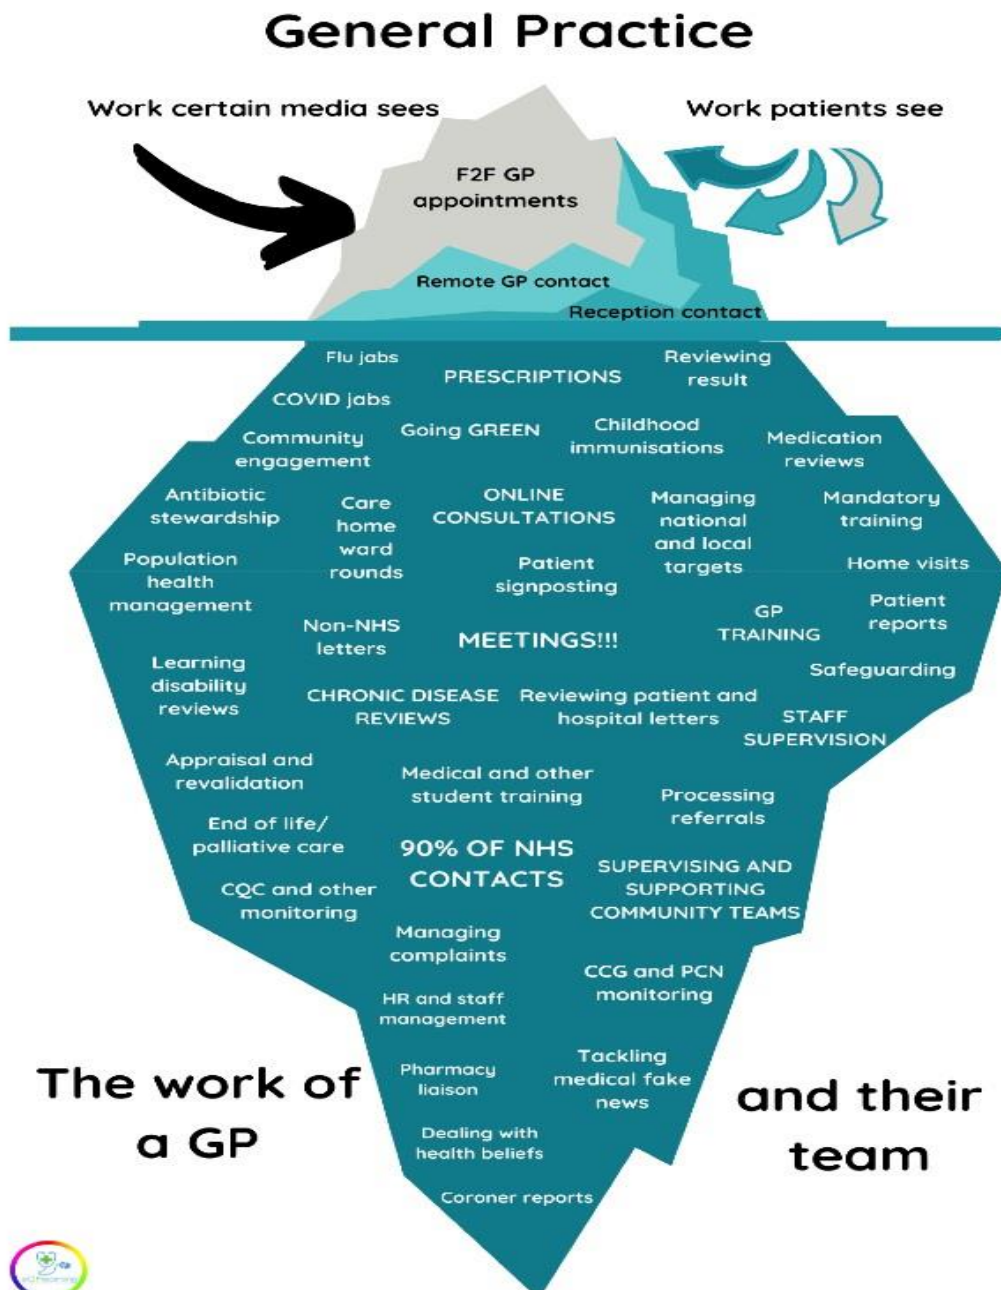 General Practice
Work certain media sees
Work patients see
F2F GP
appointments
Remote GP contact
Reception contact
Flu jabs
PRESCRIPTIONS
Reviewing
result
COVID jabs
Going GREEN
Childhood
immunisations
Community
engagement
Medication
reviews
Antibiotic
stewardship
Care
home
ward
rounds
ONLINE
CONSULTATIONS
Managing
national
and local
targets
Mandatory
training
Population
health
management
Patient
signposting
Home visits
Non-NHS
letters
MEETINGS!!!
GP
TRAINING
Patient
reports
Learning
disability
reviews
CHRONIC DISEASE
REVIEWS
Reviewing patient and
hospital letters
Safeguarding
STAFF
SUPERVISION
Appraisal and
revalidation
Medical and other
student training
Processing
referrals
End of life/
palliative care
90% OF NHS
CONTACTS
SUPERVISING AND
SUPPORTING
COMMUNITY TEAMS
CQC and other
monitoring
Managing
complaints
CCG and PCN
monitoring
HR and staff
management
Pharmacy
liaison
Tackling
medical fake
news
The work of
a GP
and their
team
Dealing with
health beliefs
Coroner reports